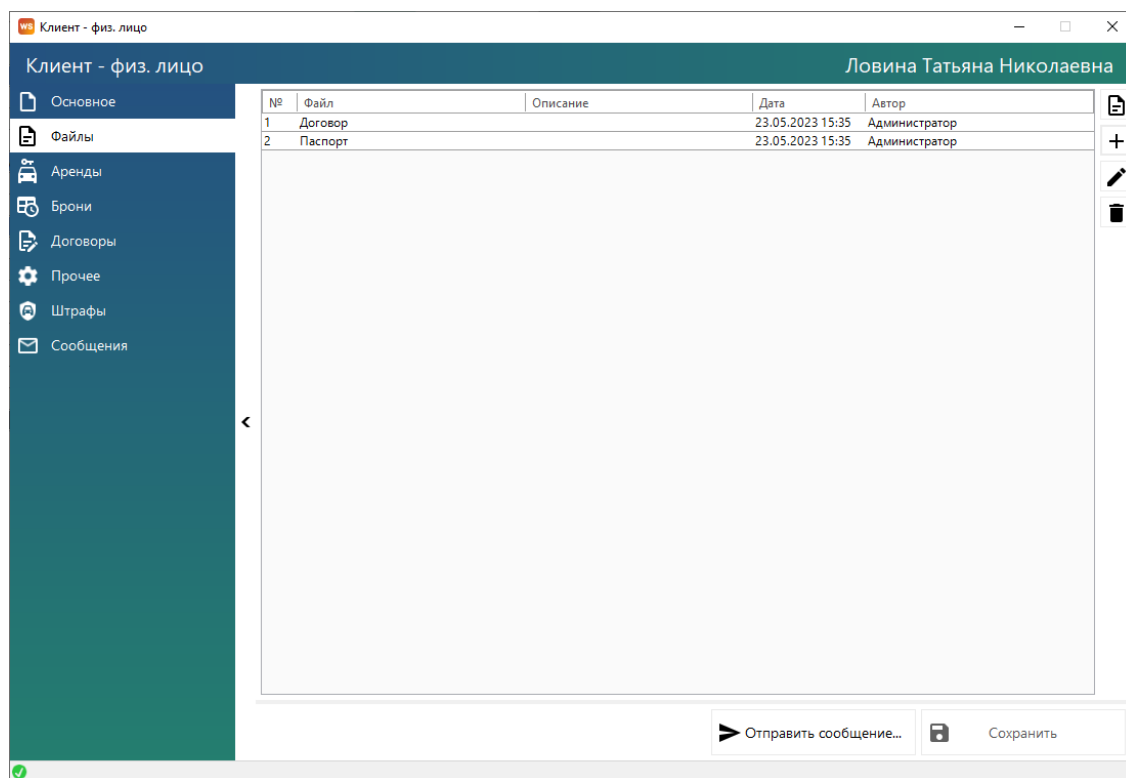 WS Клиент - физ. лицо
Клиент - физ. лицо
Ловина Татьяна Николаевна
Основное
Файлы
Аренды
Брони
Договоры
Прочее
Штрафы
Сообщения
№ Файл Описание Дата Автор
1 Договор 23.05.2023 15:35 Администратор
2 Паспорт 23.05.2023 15:35 Администратор
Отправить сообщение...
Сохранить